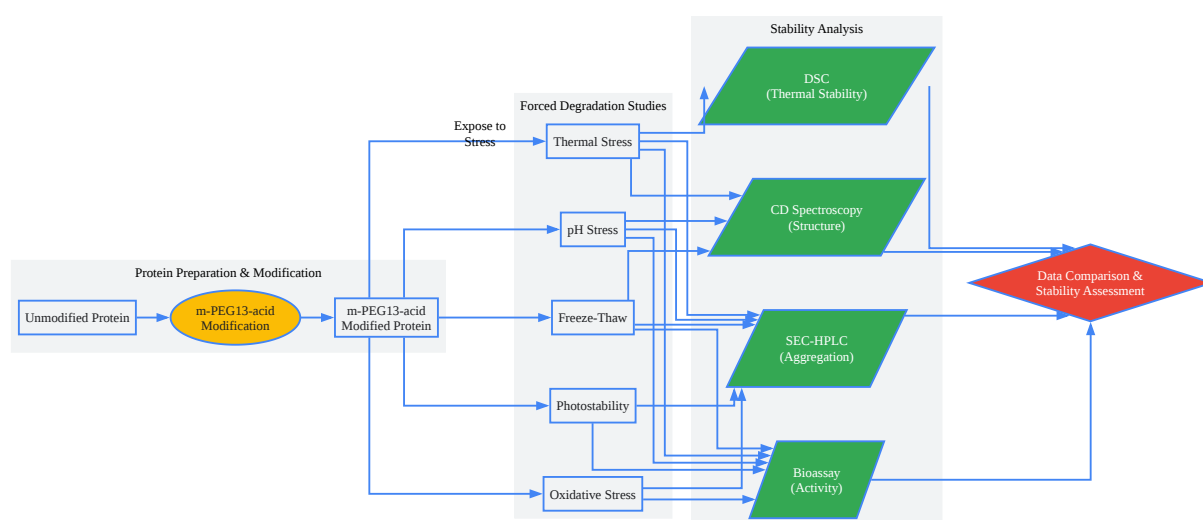 Stability Analysis
DSC
(Thermal Stability)
Forced Degradation Studies
Expose to
Stress
Thermal Stress
CD Spectroscopy
(Structure)
pH Stress
Protein Preparation & Modification
Data Comparison &
Stability Assessment
Unmodified Protein
m-PEG13-acid
Modification
m-PEG13-acid
Modified Protein
Freeze-Thaw
SEC-HPLC
(Aggregation)
Photostability
Bioassay
(Activity)
Oxidative Stress